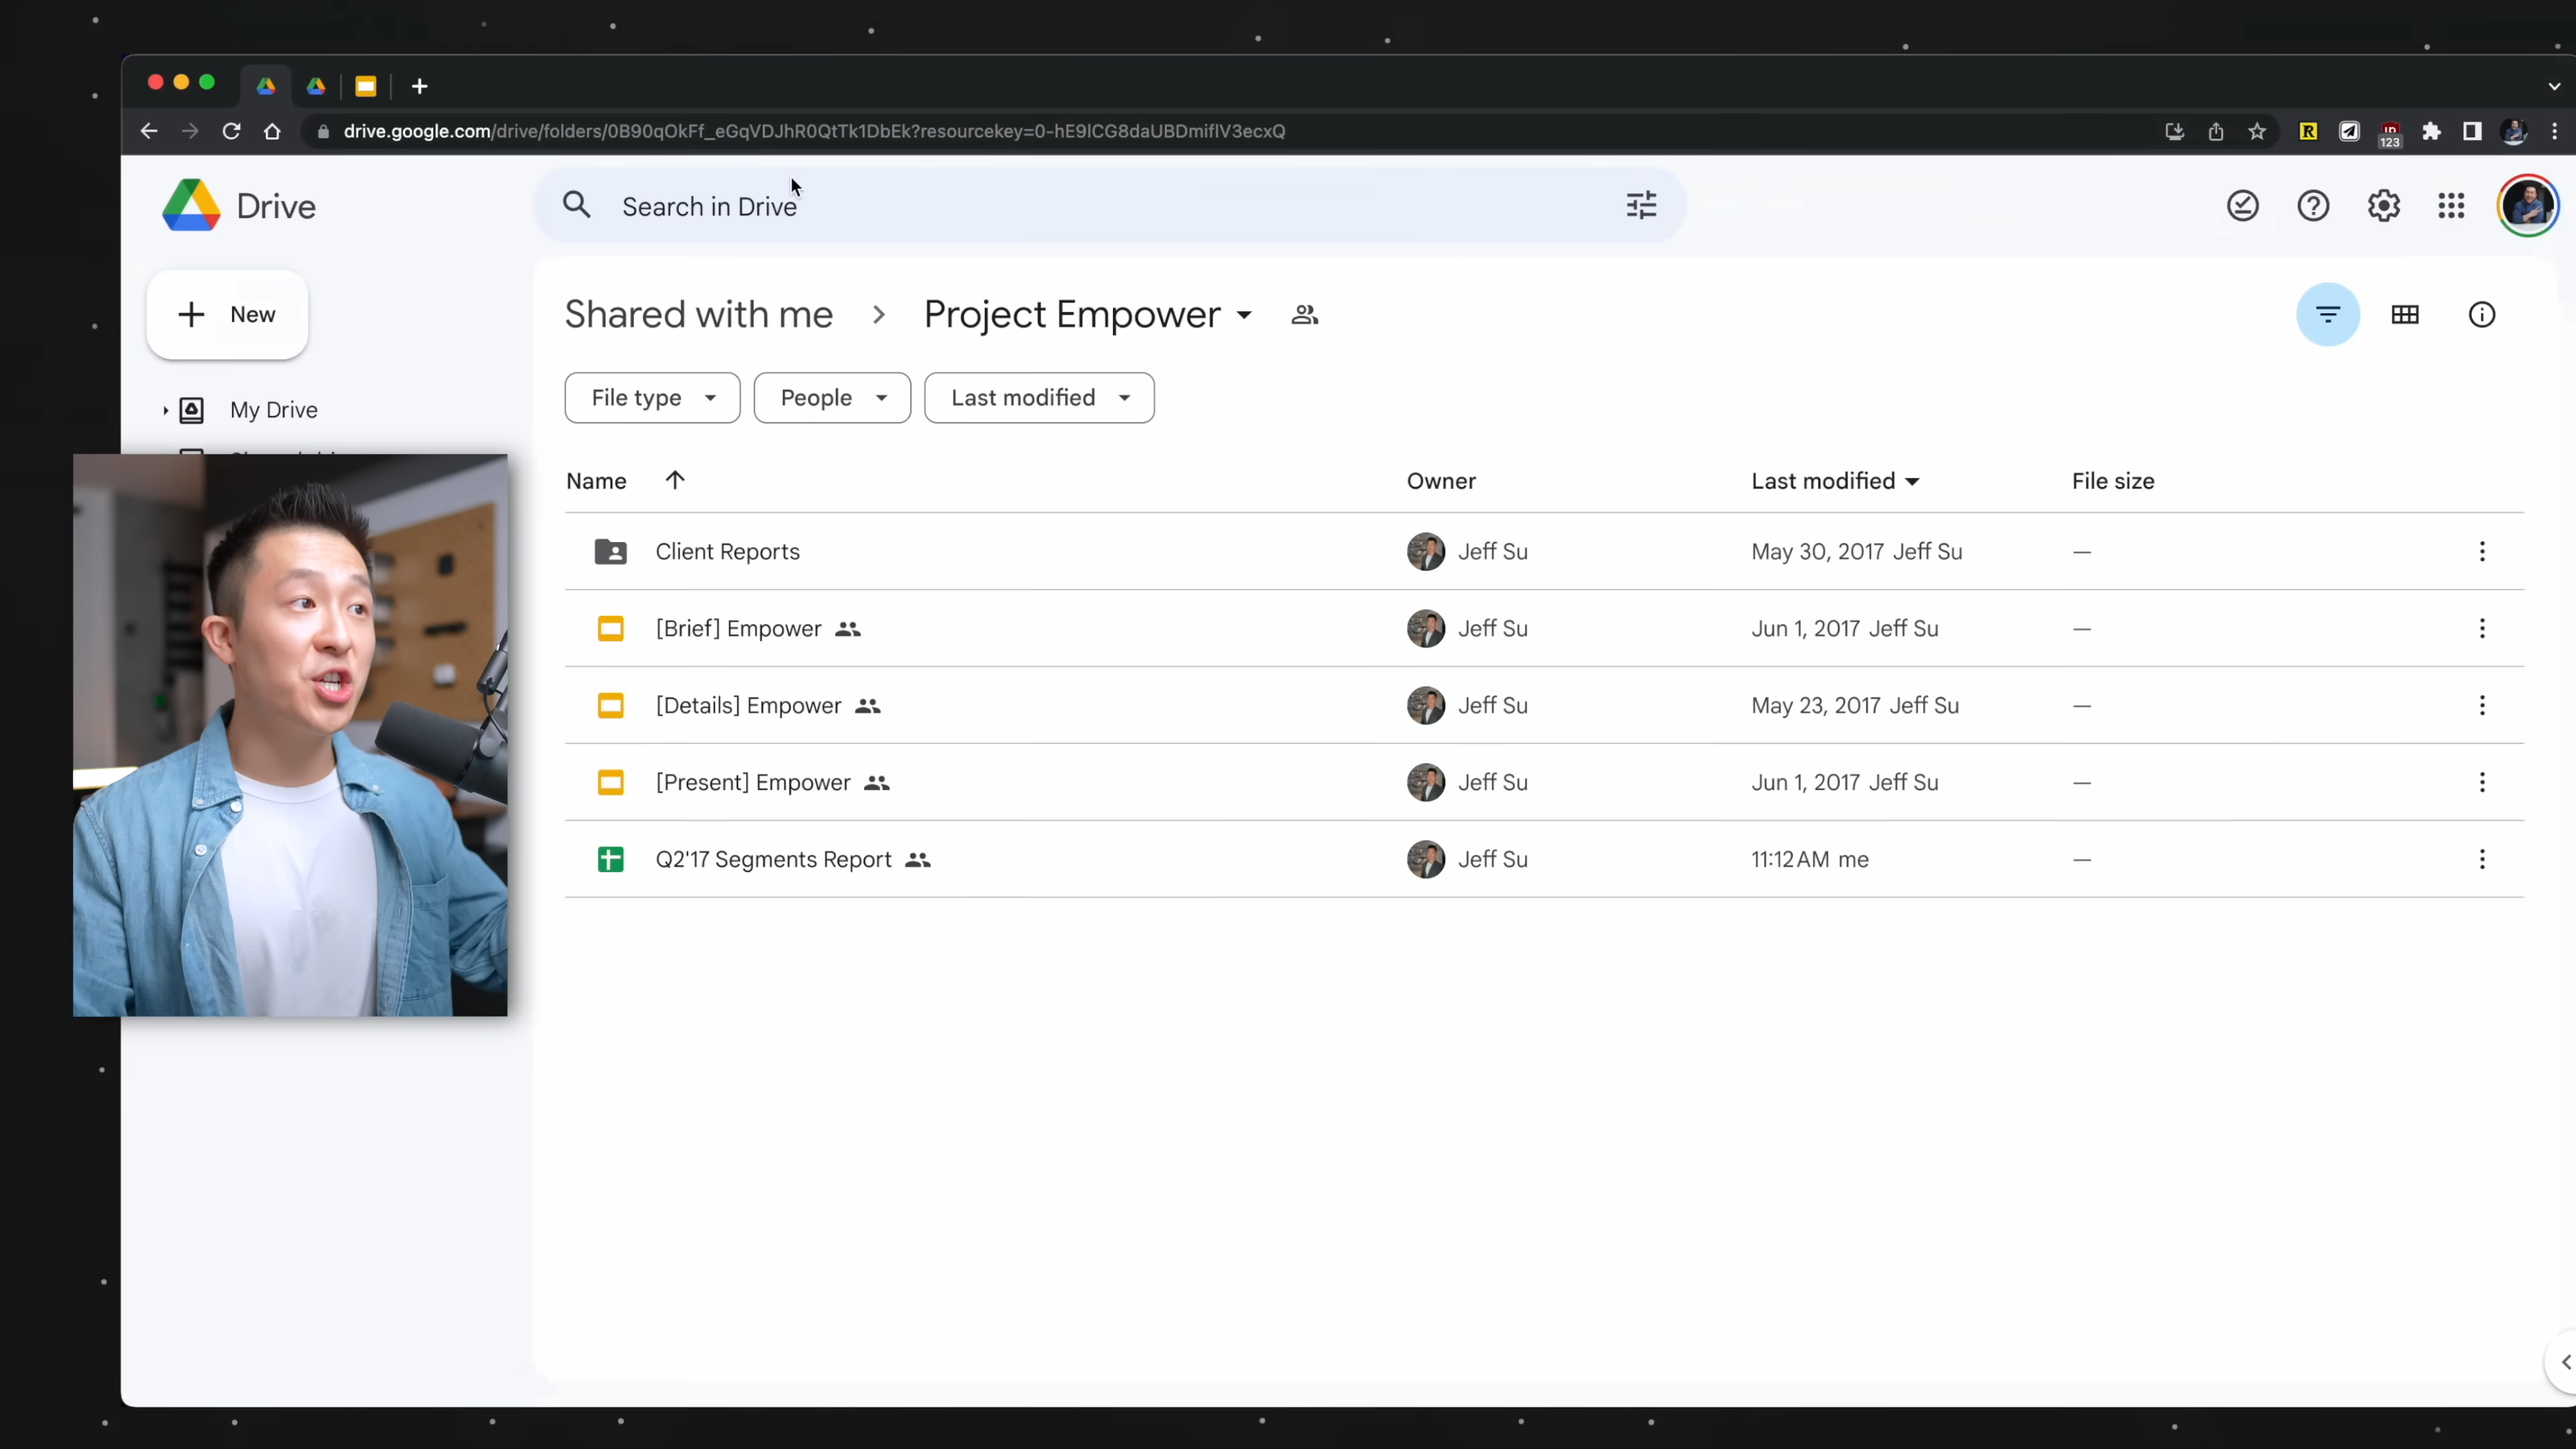 drive.google.com/drive/folders/0B90qOkFf_eGqVDJhR0QtTk1DbEk?resourcekey=0-hE9lCG8daUBDmiflV3ecxQ
123
Drive
Search in Drive
New
My Drive
Shared with me
Project Empower
File type
People
Last modified
Name
Owner
Last modified
File size
Client Reports
Jeff Su
May 30, 2017 Jeff Su
—
[Brief] Empower
Jeff Su
Jun 1, 2017 Jeff Su
—
[Details] Empower
Jeff Su
May 23, 2017 Jeff Su
—
[Present] Empower
Jeff Su
Jun 1, 2017 Jeff Su
—
Q2'17 Segments Report
Jeff Su
11:12 AM me
—